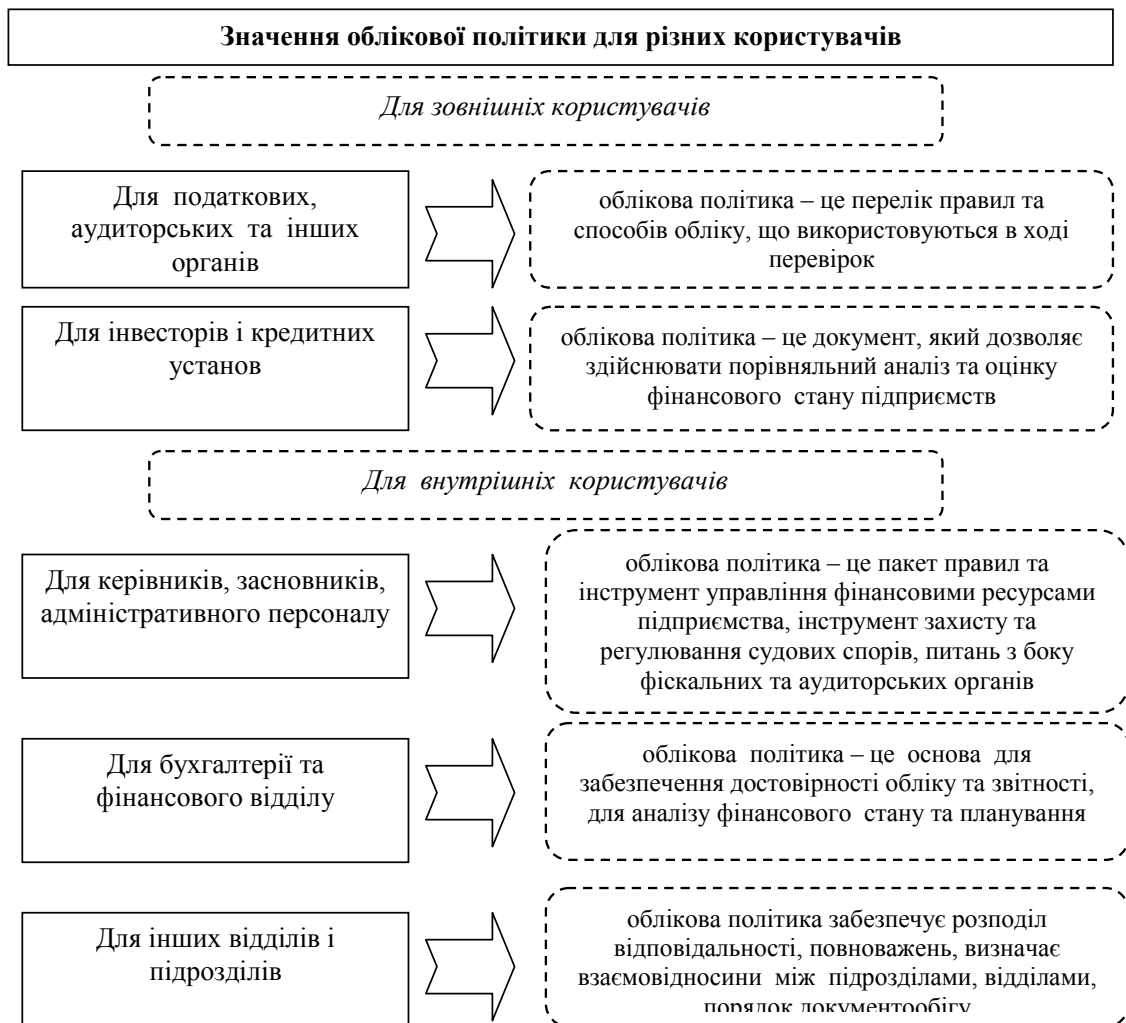 Значення облікової політики для різних користувачів
Для зовнішніх користувачів
Для податкових,
аудиторських та інших
органів
облікова політика – це перелік правил та
способів обліку, що використовуються в ході
перевірок
Для інвесторів і кредитних
установ
облікова політика – це документ, який дозволяє
здійснювати порівняльний аналіз та оцінку
фінансового стану підприємств
Для внутрішніх користувачів
Для керівників, засновників,
адміністративного персоналу
облікова політика – це пакет правил та
інструмент управління фінансовими ресурсами
підприємства, інструмент захисту та
регулювання судових спорів, питань з боку
фіскальних та аудиторських органів
Для бухгалтерії та
фінансового відділу
облікова політика – це основа для
забезпечення достовірності обліку та звітності,
для аналізу фінансового стану та планування
Для інших відділів і
підрозділів
облікова політика забезпечує розподіл
відповідальності, повноважень, визначає
взаємовідносини між підрозділами, відділами,
порядок документообігу